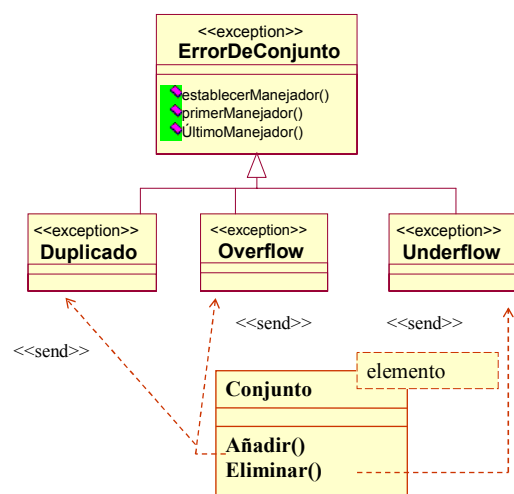 <<exception>>
ErrorDeConjunto
establecerManejador()
primerManejador()
ÚltimoManejador()
<<exception>>
Duplicado
<<exception>>
Overflow
<<exception>>
Underflow
<<send>>
<<send>>
<<send>>
elemento
Conjunto
Añadir()
Eliminar()